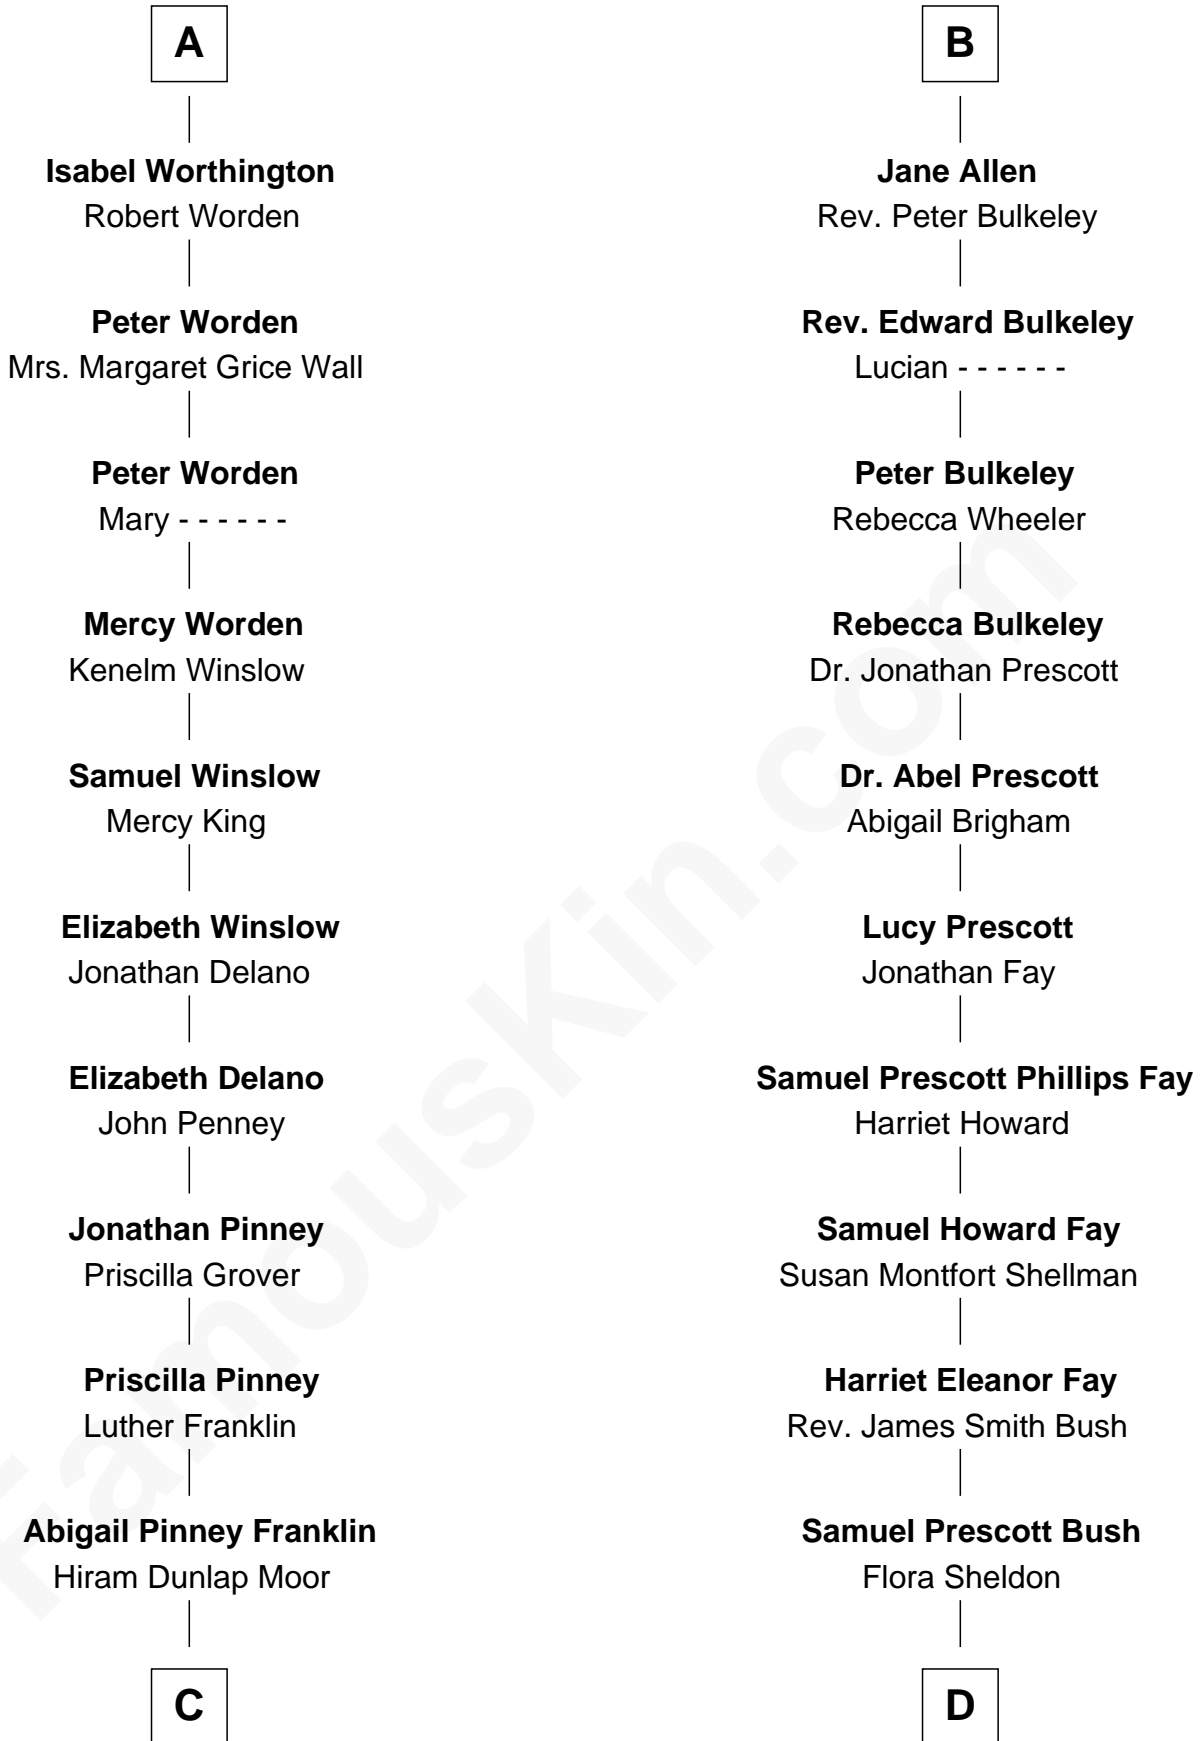 A
Isabel Worthington
Robert Worden
Peter Worden
Mrs. Margaret Grice Wall
Peter Worden
Mary - - - - - -
Mercy Worden
Kenelm Winslow
Samuel Winslow
Mercy King
Elizabeth Winslow
Jonathan Delano
Elizabeth Delano
John Penney
Jonathan Pinney
Priscilla Grover
Priscilla Pinney
Luther Franklin
Abigail Pinney Franklin
Hiram Dunlap Moor
C
B
Jane Allen
Rev. Peter Bulkeley
Rev. Edward Bulkeley
Lucian - - - - - -
Peter Bulkeley
Rebecca Wheeler
Rebecca Bulkeley
Dr. Jonathan Prescott
Dr. Abel Prescott
Abigail Brigham
Lucy Prescott
Jonathan Fay
Samuel Prescott Phillips Fay
Harriet Howard
Samuel Howard Fay
Susan Montfort Shellman
Harriet Eleanor Fay
Rev. James Smith Bush
Samuel Prescott Bush
Flora Sheldon
D
FamousKin.com